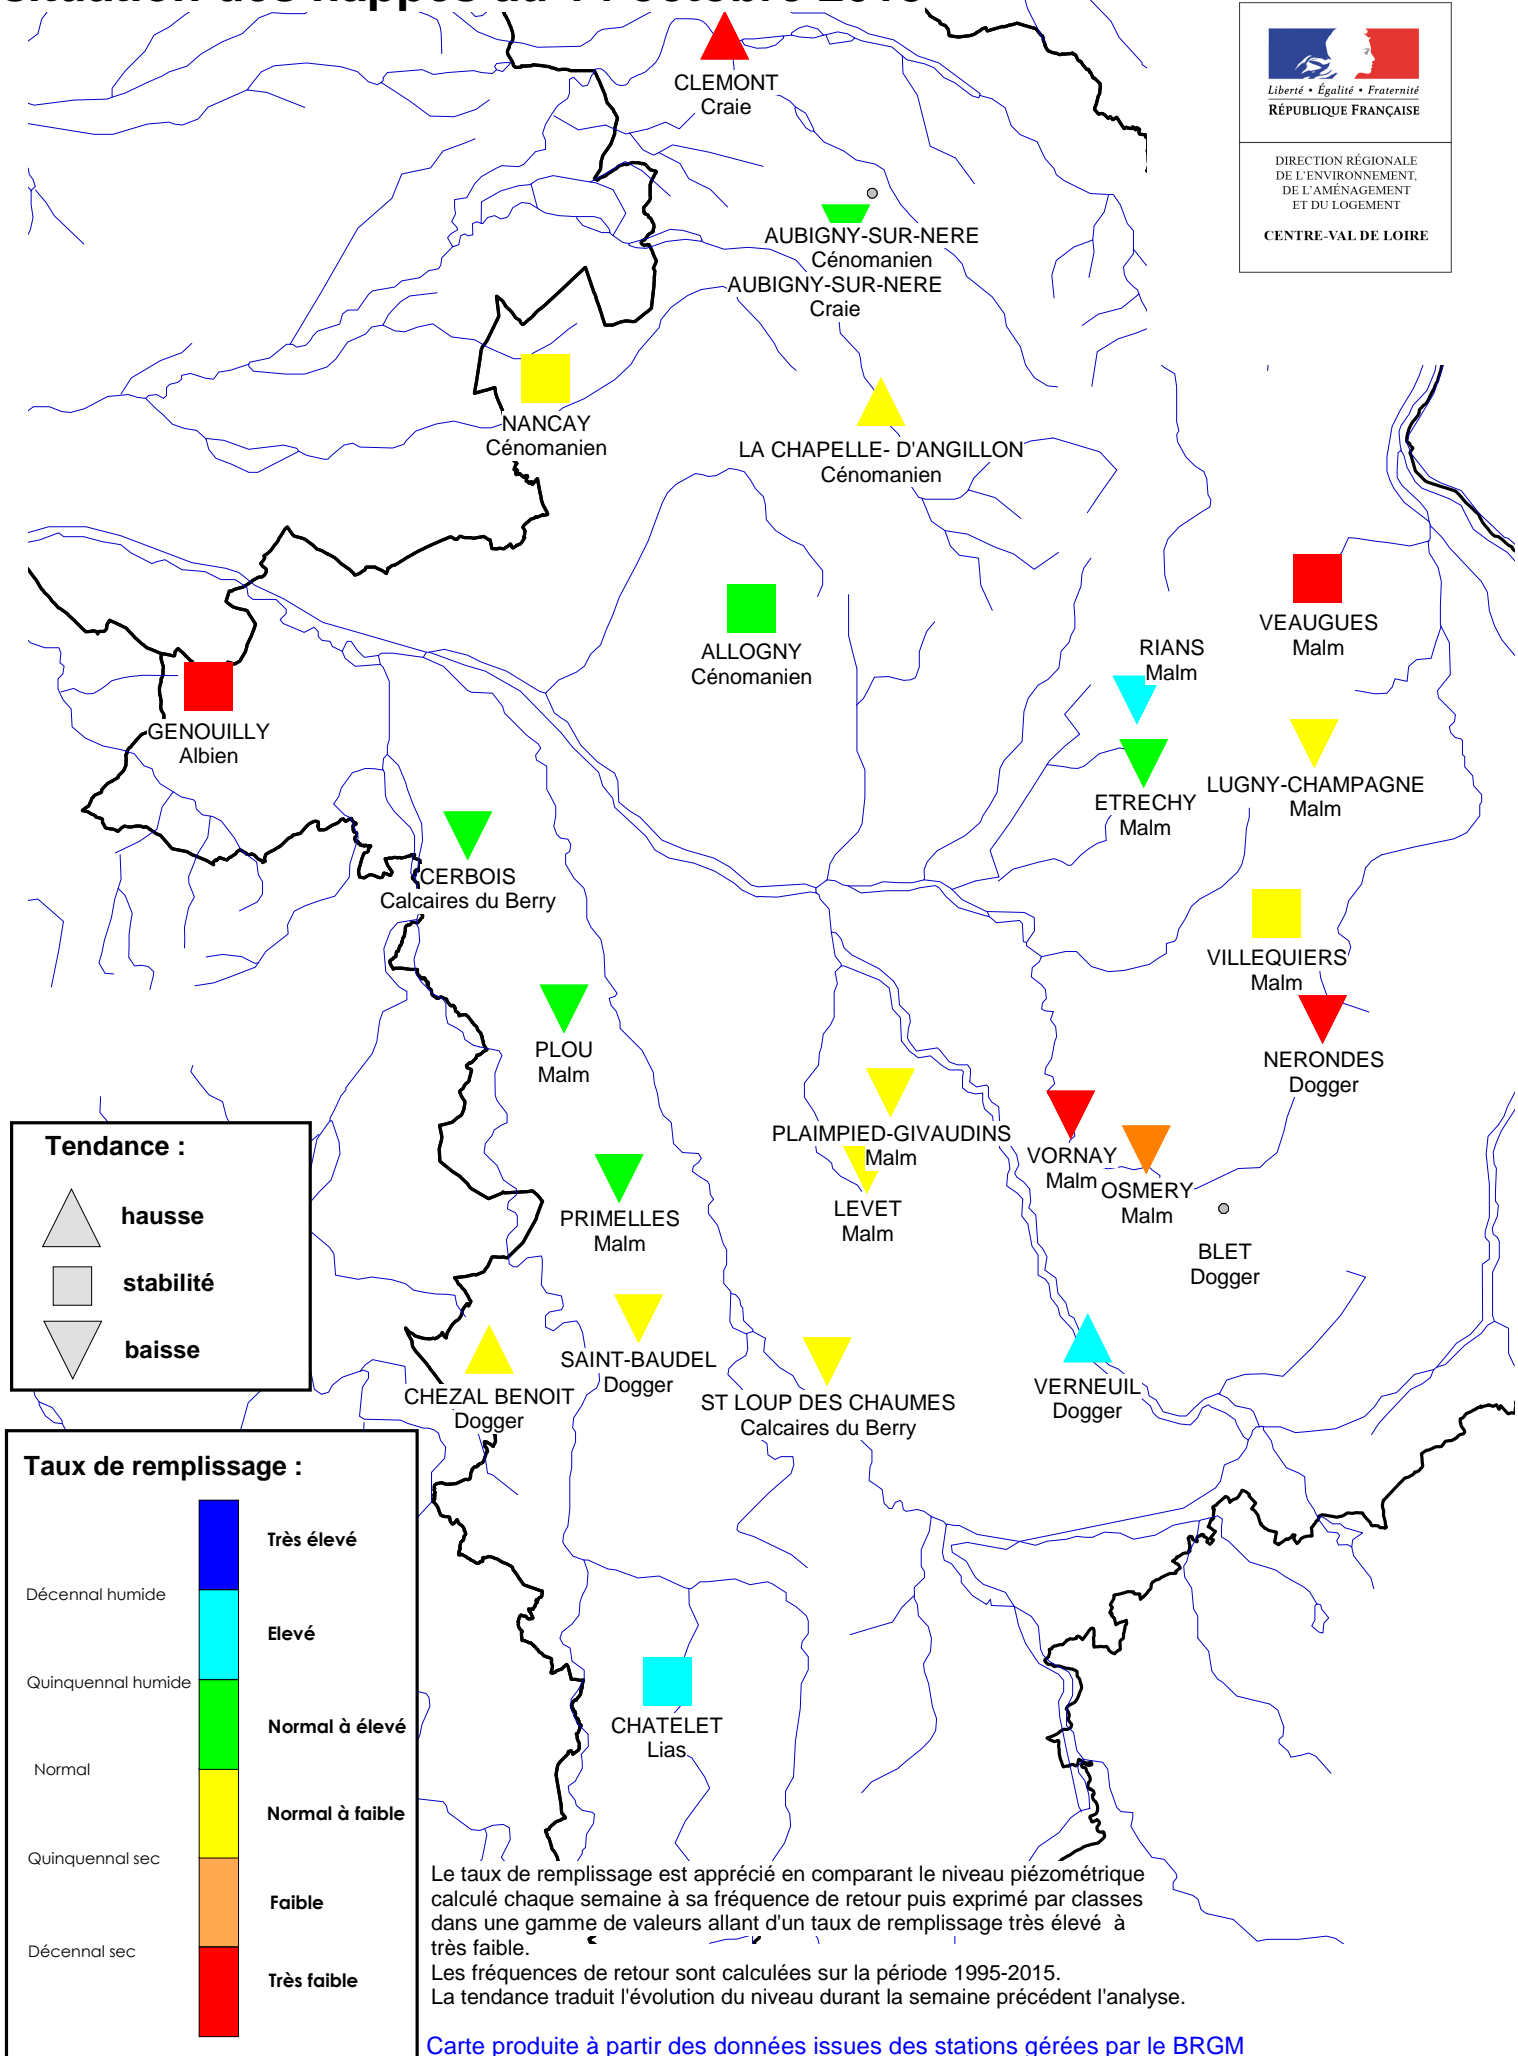 CLEMONT
Craie
Liberté • Égalité • Fraternité
RÉPUBLIQUE FRANÇAISE
DIRECTION RÉGIONALE
DE L'ENVIRONNEMENT,
DE L'AMÉNAGEMENT
ET DU LOGEMENT
CENTRE-VAL DE LOIRE
AUBIGNY-SUR-NERE
Cénomanien
AUBIGNY-SUR-NERE
Craie
NANCAY
Cénomanien
LA CHAPELLE- D'ANGILLON
Cénomanien
VEAUGUES
Malm
ALLOGNY
Cénomanien
RIANS
Malm
GENOUILLY
Albien
LUGNY-CHAMPAGNE
Malm
ETRECHY
Malm
CERBOIS
Calcaires du Berry
VILLEQUIERS
Malm
PLOU
Malm
NERONDES
Dogger
PLAIMPIED-GIVAUDINS
Malm
VORNAY
Malm
OSMERY
Malm
LEVET
Malm
PRIMELLES
Malm
BLET
Dogger
Tendance :
hausse
stabilité
baisse
SAINT-BAUDEL
Dogger
CHEZAL BENOIT
Dogger
ST LOUP DES CHAUMES
Calcaires du Berry
VERNEUIL
Dogger
Taux de remplissage :
Très élevé
Décennal humide
Elevé
Quinquennal humide
Normal à élevé
Normal
Normal à faible
Quinquennal sec
Faible
Décennal sec
Très faible
CHATELET
Lias
Le taux de remplissage est apprécié en comparant le niveau piézométrique
calculé chaque semaine à sa fréquence de retour puis exprimé par classes
dans une gamme de valeurs allant d'un taux de remplissage très élevé à
très faible.
Les fréquences de retour sont calculées sur la période 1995-2015.
La tendance traduit l'évolution du niveau durant la semaine précédent l'analyse.
Carte produite à partir des données issues des stations gérées par le BRGM